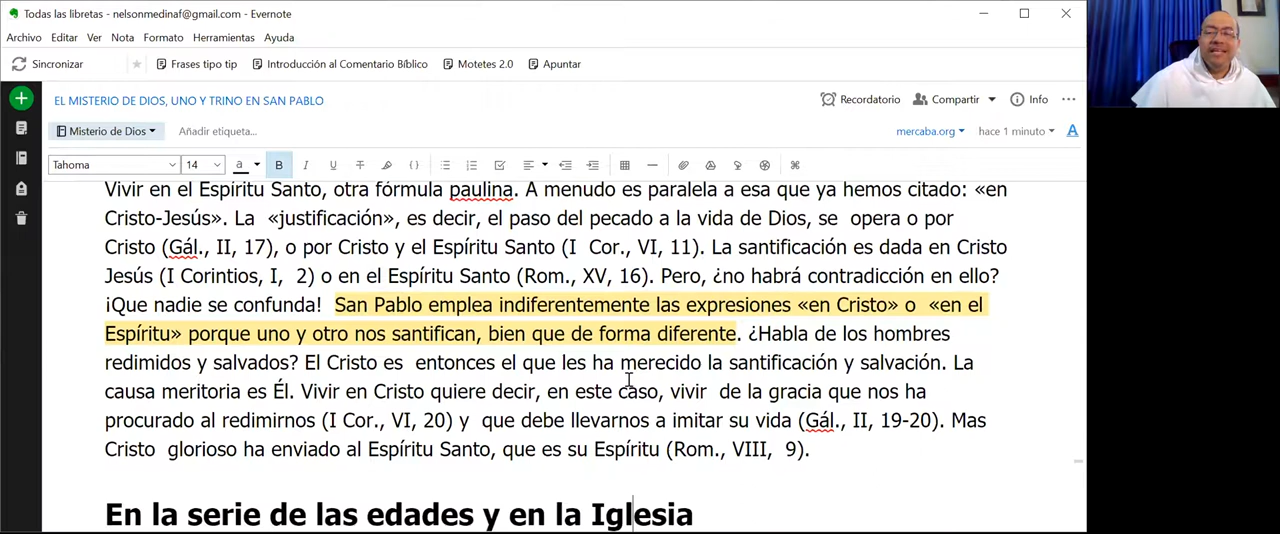 Todas las libretas - nelsonmedinaf@gmail.com - Evernote
Archivo Editar Ver Nota Formato Herramientas Ayuda
Sincronizar Frases tipo tip Introducción al Comentario Bíblico Motetes 2.0 Apuntar
EL MISTERIO DE DIOS, UNO Y TRINO EN SAN PABLO Recordatorio Compartir Info
Misterio de Dios Añadir etiqueta... mercaba.org hace 1 minuto A
Tahoma 14 a B I U T
Vivir en el Espíritu Santo, otra fórmula paulina. A menudo es paralela a esa que ya hemos citado: «en
Cristo-Jesús». La «justificación», es decir, el paso del pecado a la vida de Dios, se opera o por
Cristo (Gál., II, 17), o por Cristo y el Espíritu Santo (I Cor., VI, 11). La santificación es dada en Cristo
Jesús (I Corintios, I, 2) o en el Espíritu Santo (Rom., XV, 16). Pero, ¿no habrá contradicción en ello?
¡Que nadie se confunda! San Pablo emplea indiferentemente las expresiones «en Cristo» o «en el
Espíritu» porque uno y otro nos santifican, bien que de forma diferente. ¿Habla de los hombres
redimidos y salvados? El Cristo es entonces el que les ha merecido la santificación y salvación. La
causa meritoria es Él. Vivir en Cristo quiere decir, en este caso, vivir de la gracia que nos ha
procurado al redimirnos (I Cor., VI, 20) y que debe llevarnos a imitar su vida (Gál., II, 19-20). Mas
Cristo glorioso ha enviado al Espíritu Santo, que es su Espíritu (Rom., VIII, 9).
En la serie de las edades y en la Iglesia